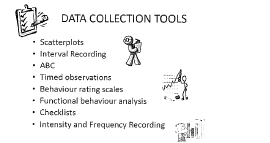 DATA COLLECTION TOOLS
• Scatterplots
• Interval Recording
• ABC
• Timed observations
• Behaviour rating scales
• Functional behaviour analysis
• Checklists
• Intensity and Frequency Recording